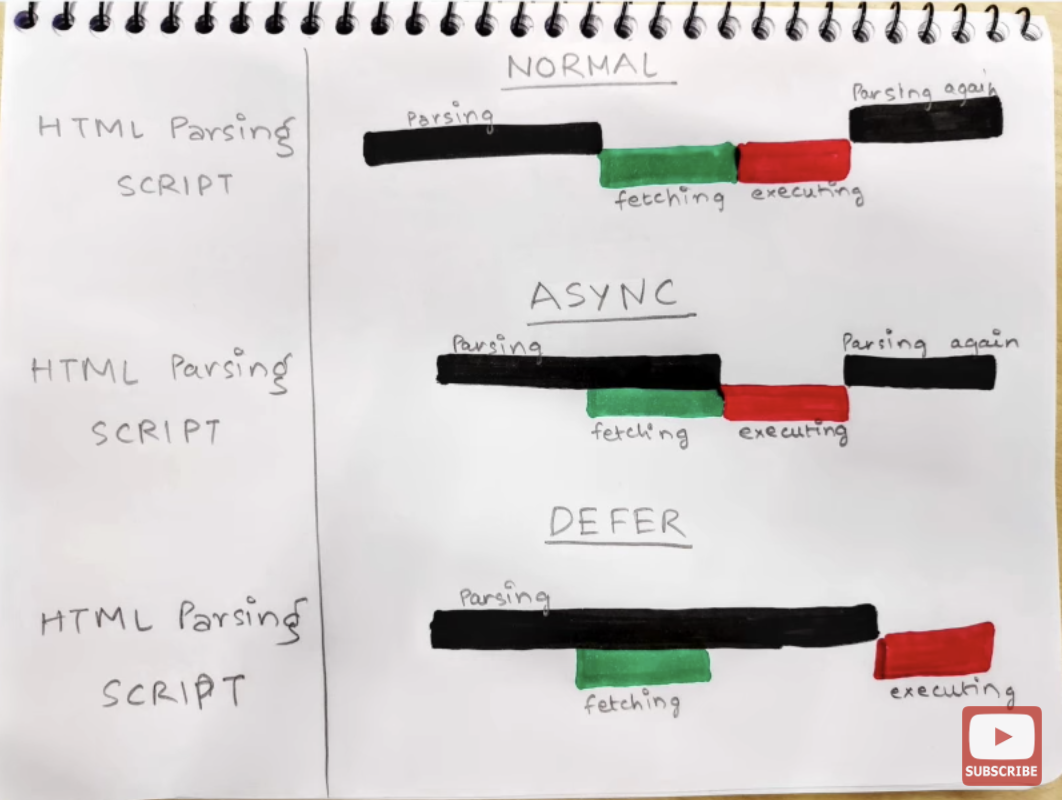 NORMAL
HTML Parsing
SCRIPT
Parsing
Parsing again
fetching
executing
ASYNC
HTML Parsing
SCRIPT
Parsing
Parsing again
fetching
executing
DEFER
HTML Parsing
SCRIPT
Parsing
fetching
executing
SUBSCRIBE